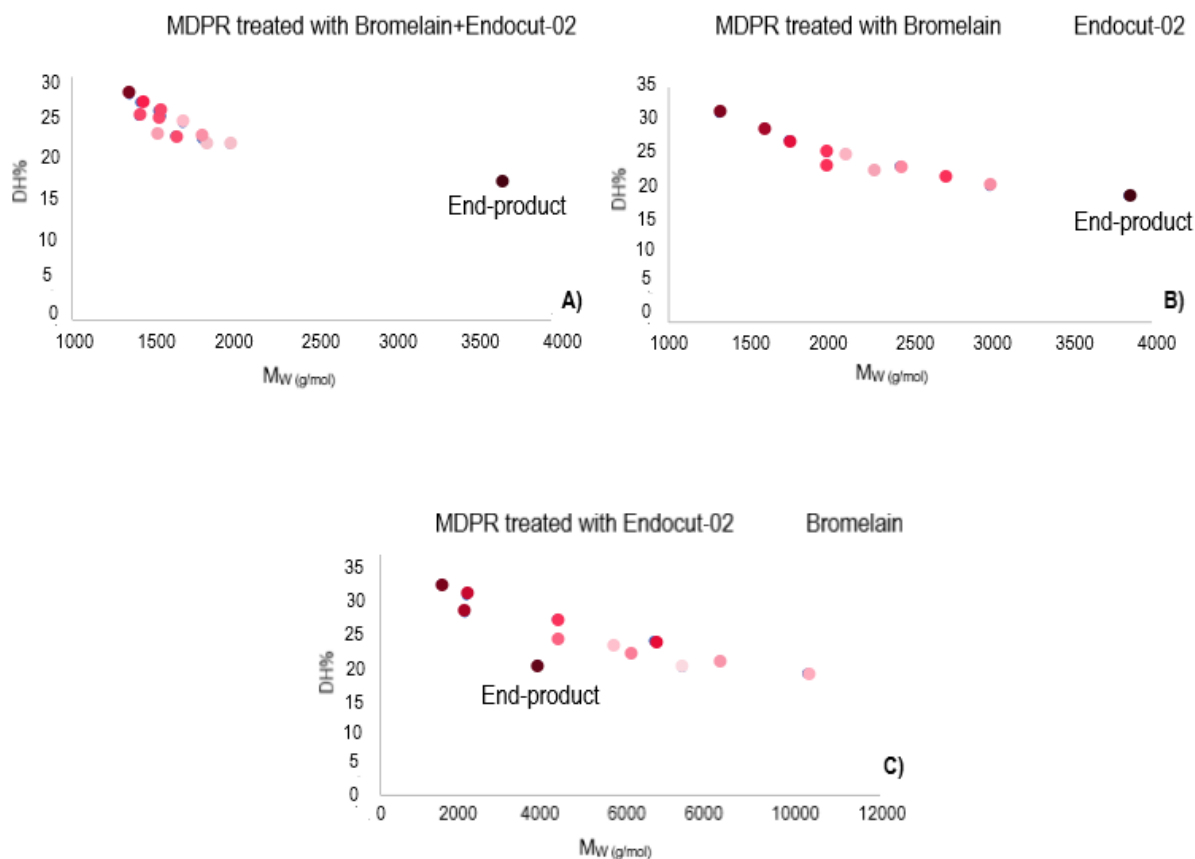 MDPR treated with Bromelain+Endocut-02
30
25
20
15
10
5
0
DH%
End-product
A)
1000 1500 2000 3000 3500 4000
Mw (g/mol)
MDPR treated with Bromelain Endocut-02
35
30
25
20
15
10
5
0
DH%
End-product
B)
1000 1500 2000 2500 3000 3500 4000
Mw (g/mol)
MDPR treated with Endocut-02 Bromelain
35
30
25
20
15
10
5
0
DH%
End-product
C)
0 2000 4000 6000 6000 8000 10000 12000
Mw (g/mol)